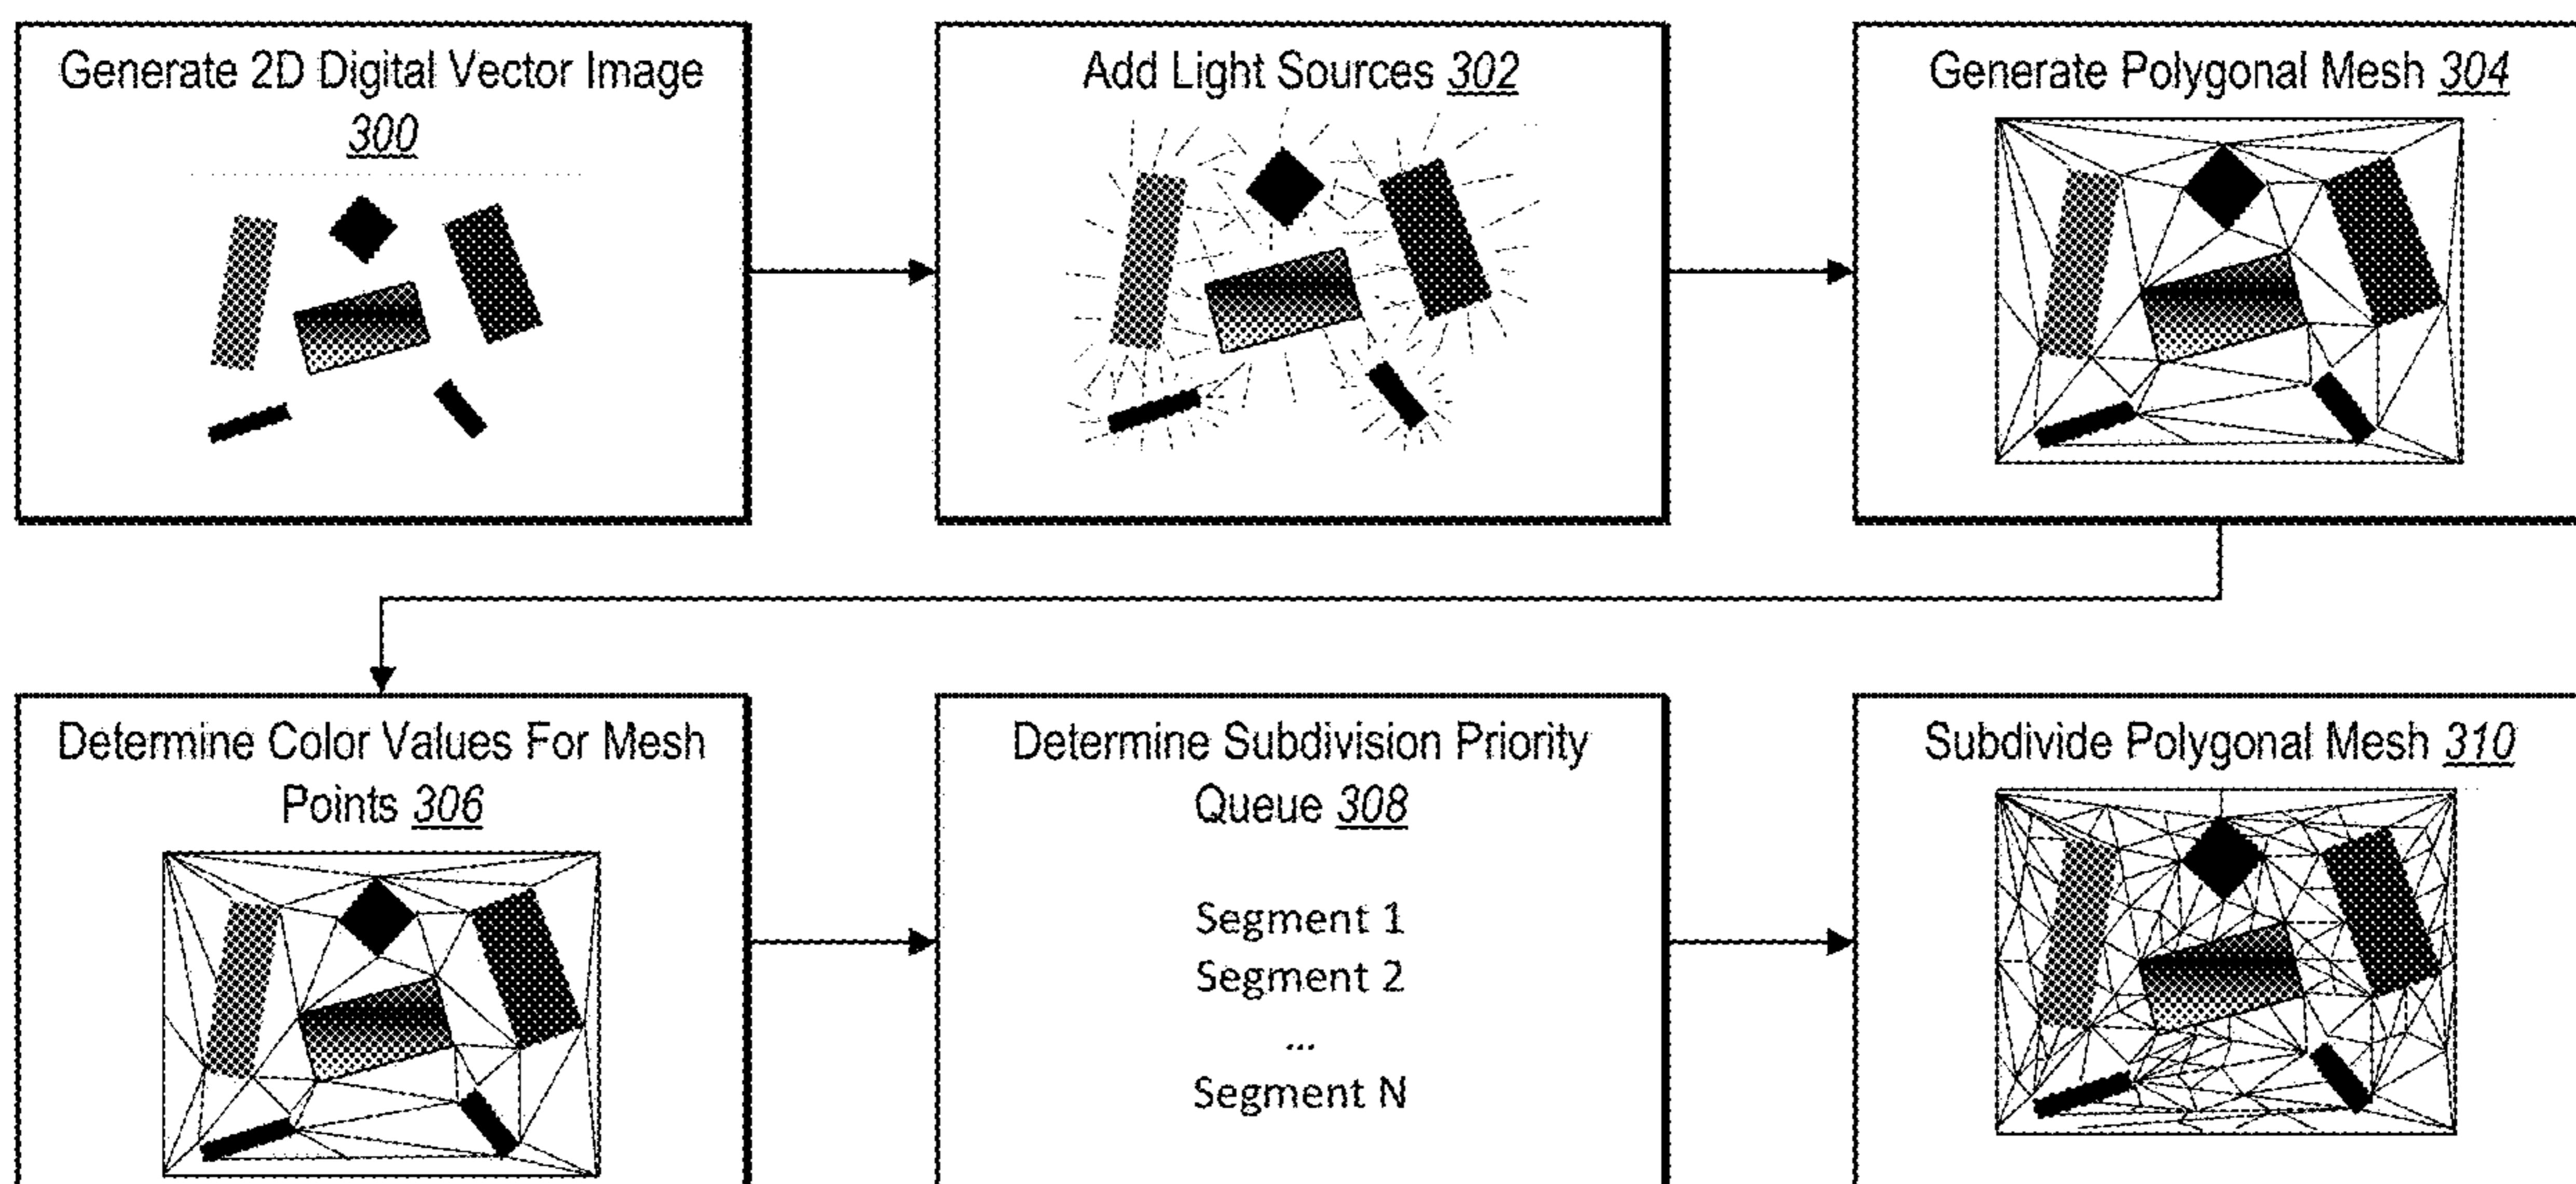 Generate 2D Digital Vector Image
300
Add Light Sources 302
Generate Polygonal Mesh 304
Determine Color Values For Mesh
Points 306
Determine Subdivision Priority
Queue 308
Segment 1
Segment 2
...
Segment N
Subdivide Polygonal Mesh 310